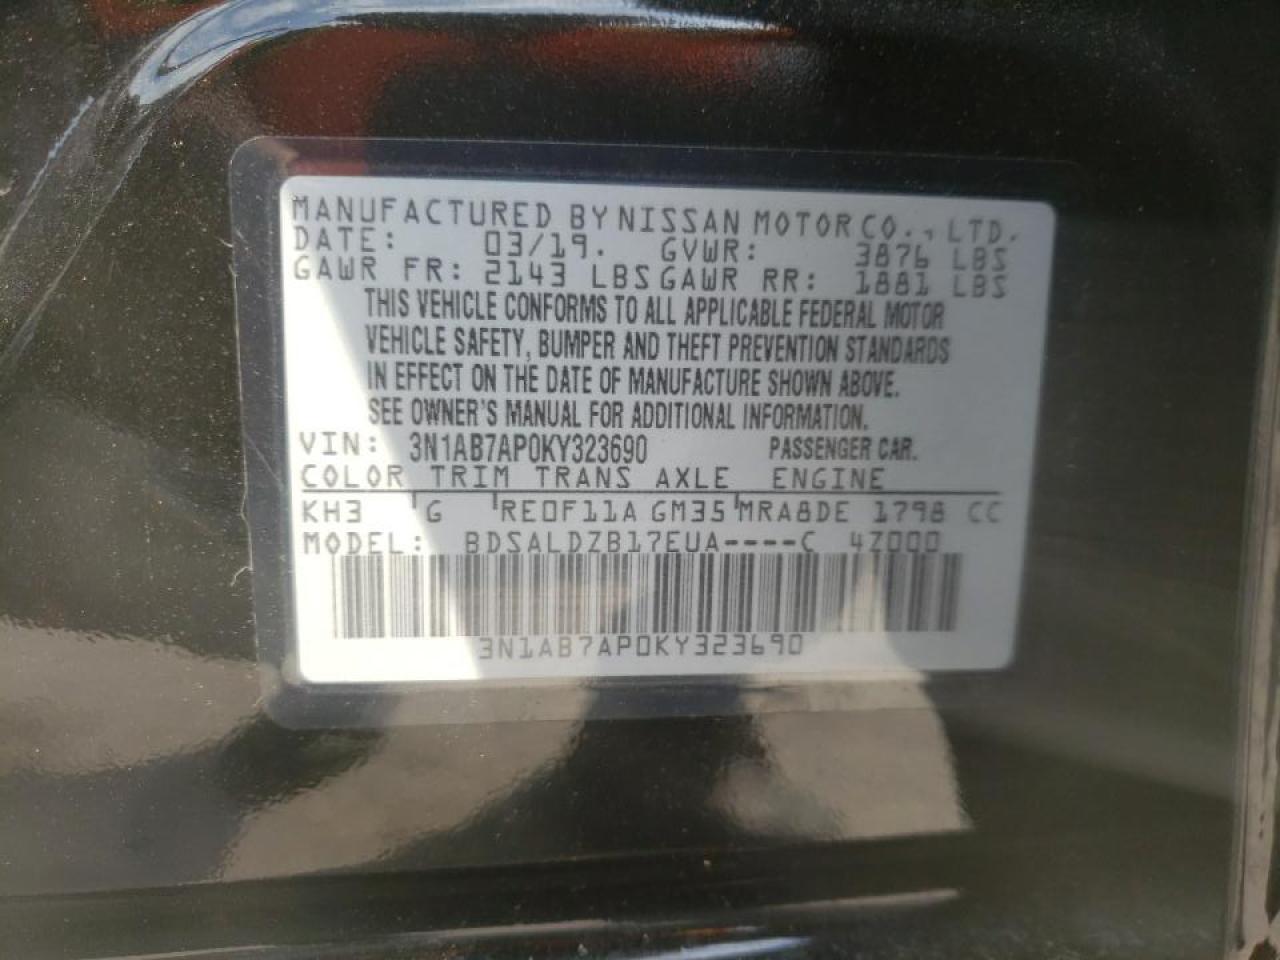 MANUFACTURED BY NISSAN MOTOR CO., LTD.
DATE: 03/19. GVWR: 3876 LBS
GAWR FR: 2143 LBS GAWR RR: 1881 LBS
THIS VEHICLE CONFORMS TO ALL APPLICABLE FEDERAL MOTOR
VEHICLE SAFETY, BUMPER AND THEFT PREVENTION STANDARDS
IN EFFECT ON THE DATE OF MANUFACTURE SHOWN ABOVE.
SEE OWNER'S MANUAL FOR ADDITIONAL INFORMATION.
VIN: 3N1AB7AP0KY323690 PASSENGER CAR.
COLOR TRIM TRANS AXLE ENGINE
KH3 'G 'RE0F11A GM35'MRA8DE 1798 CC
MODEL: BDSALDZB17EUA----C 4Z000
3N1AB7AP0KY323690